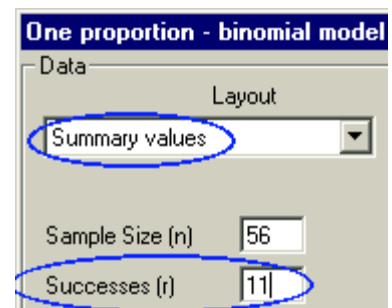 One proportion - binomial model
Data
Layout
Summary values
Sample Size (n) 56
Successes (r) 11